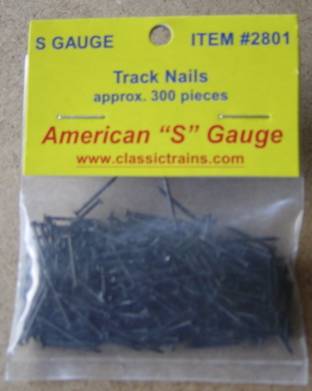 S GAUGE ITEM #2801
Track Nails
approx. 300 pieces
American "S" Gauge
www.classictrains.com